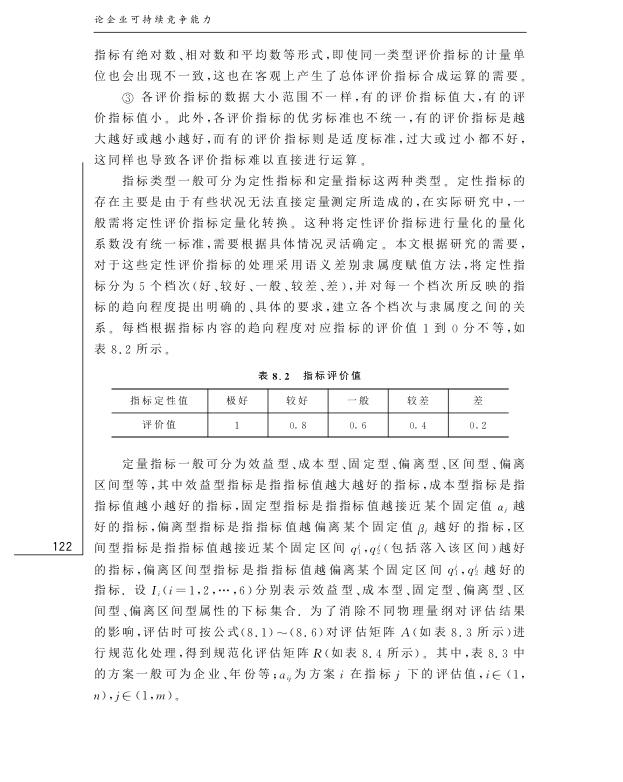 论企业可持续竞争能力
指标有绝对数、相对数和平均数等形式,即使同一类型评价指标的计量单
位也会出现不一致,这也在客观上产生了总体评价指标合成运算的需要。
③ 各评价指标的数据大小范围不一样,有的评价指标值大,有的评
价指标值小。此外,各评价指标的优劣标准也不统一,有的评价指标是越
大越好或越小越好,而有的评价指标则是适度标准,过大或过小都不好,
这同样也导致各评价指标难以直接进行运算。
指标类型一般可分为定性指标和定量指标这两种类型。定性指标的
存在主要是由于有些状况无法直接定量测定所造成的,在实际研究中,一
般需将定性评价指标定量化转换。这种将定性评价指标进行量化的量化
系数没有统一标准,需要根据具体情况灵活确定。本文根据研究的需要,
对于这些定性评价指标的处理采用语义差别隶属度赋值方法,将定性指
标分为 5 个档次(好、较好、一般、较差、差),并对每一个档次所反映的指
标的趋向程度提出明确的、具体的要求,建立各个档次与隶属度之间的关
系。每档根据指标内容的趋向程度对应指标的评价值 1 到 0 分不等,如
表 8.2 所示。
表 8.2 指标评价值
指标定性值 极好 较好 一般 较差 差
评价值 1 0.8 0.6 0.4 0.2
定量指标一般可分为效益型、成本型、固定型、偏离型、区间型、偏离
区间型等,其中效益型指标是指指标值越大越好的指标,成本型指标是指
指标值越小越好的指标,固定型指标是指指标值越接近某个固定值 αⱼ 越
好的指标,偏离型指标是指指标值越偏离某个固定值 βⱼ 越好的指标,区
间型指标是指指标值越接近某个固定区间 q₁ʲ,q₂ʲ(包括落入该区间)越好
的指标,偏离区间型指标是指指标值越偏离某个固定区间 q₁ʲ,q₂ʲ 越好的
指标. 设 Iᵢ(i=1,2,…,6)分别表示效益型、成本型、固定型、偏离型、区
间型、偏离区间型属性的下标集合. 为了消除不同物理量纲对评估结果
的影响,评估时可按公式(8.1)~(8.6)对评估矩阵 A(如表 8.3 所示)进
行规范化处理,得到规范化评估矩阵 R(如表 8.4 所示)。其中,表 8.3 中
的方案一般可为企业、年份等;aᵢⱼ为方案 i 在指标 j 下的评估值,i∈(1,
n),j∈(1,m)。
122